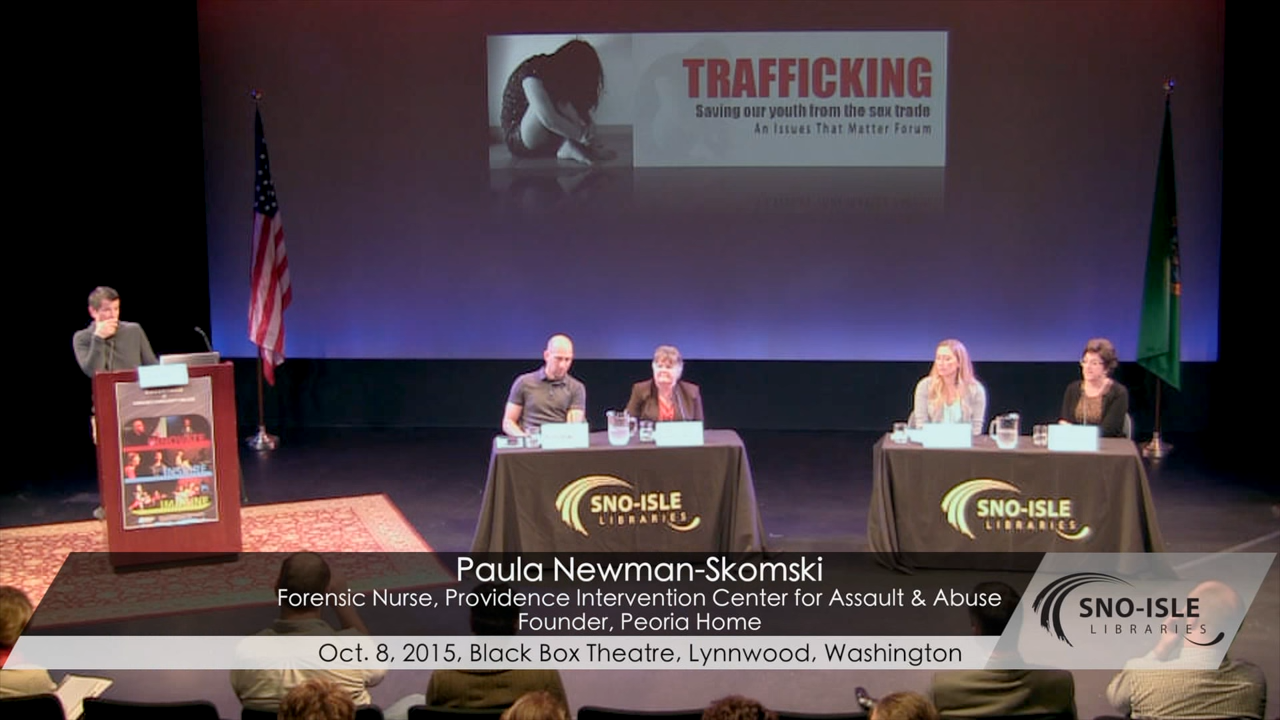 TRAFFICKING
Saving our youth from the sex trade
An Issues That Matter Forum
SNO-ISLE
LIBRARIES
SNO-ISLE
LIBRARIES
Paula Newman-Skomski
Forensic Nurse, Providence Intervention Center for Assault & Abuse
Founder, Peoria Home
Oct. 8, 2015, Black Box Theatre, Lynnwood, Washington
SNO-ISLE
LIBRARIES